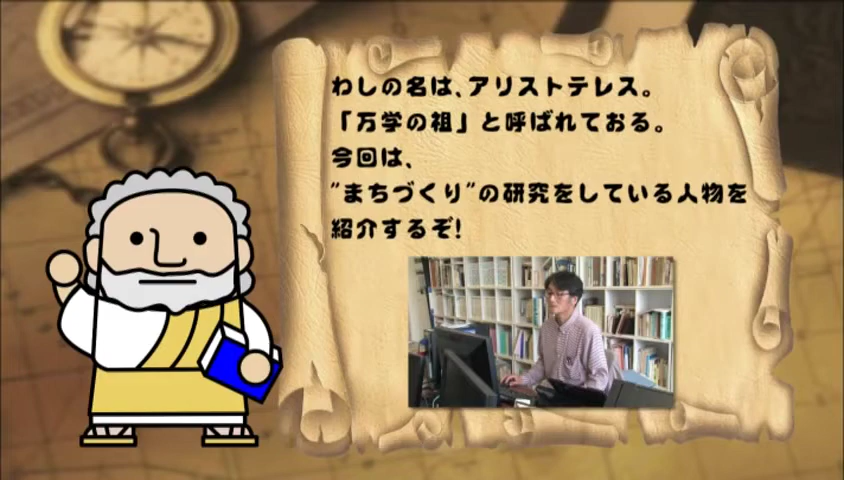 わしの名は、アリストテレス。
「万学の祖」と呼ばれておる。
今回は、
"まちづくり"の研究をしている人物を
紹介するぞ!